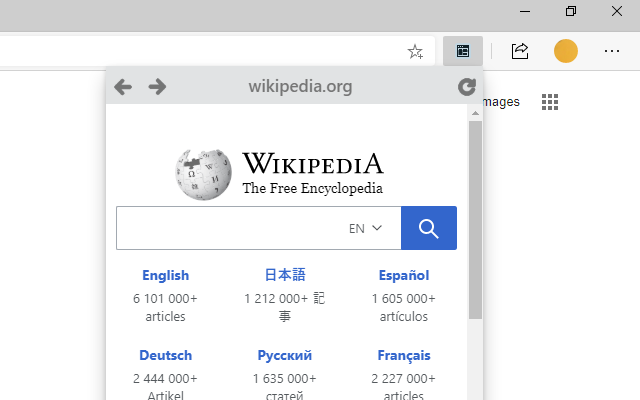 wikipedia.org
mages
WIKIPEDIA
The Free Encyclopedia
EN
English
6 101 000+
articles
日本語
1 212 000+ 記
事
Español
1 605 000+
artículos
Deutsch
2 444 000+
Artikel
Русский
1 635 000+
статей
Français
2 227 000+
articles